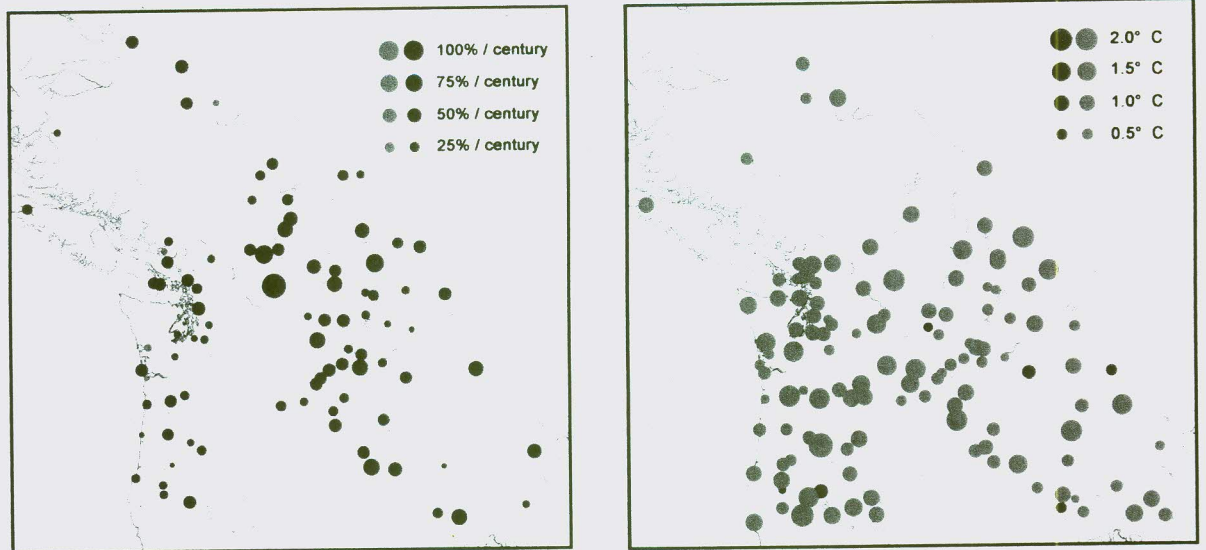 100% / century
75% / century
50% / century
25% / century
2.0° C
1.5° C
1.0° C
0.5° C